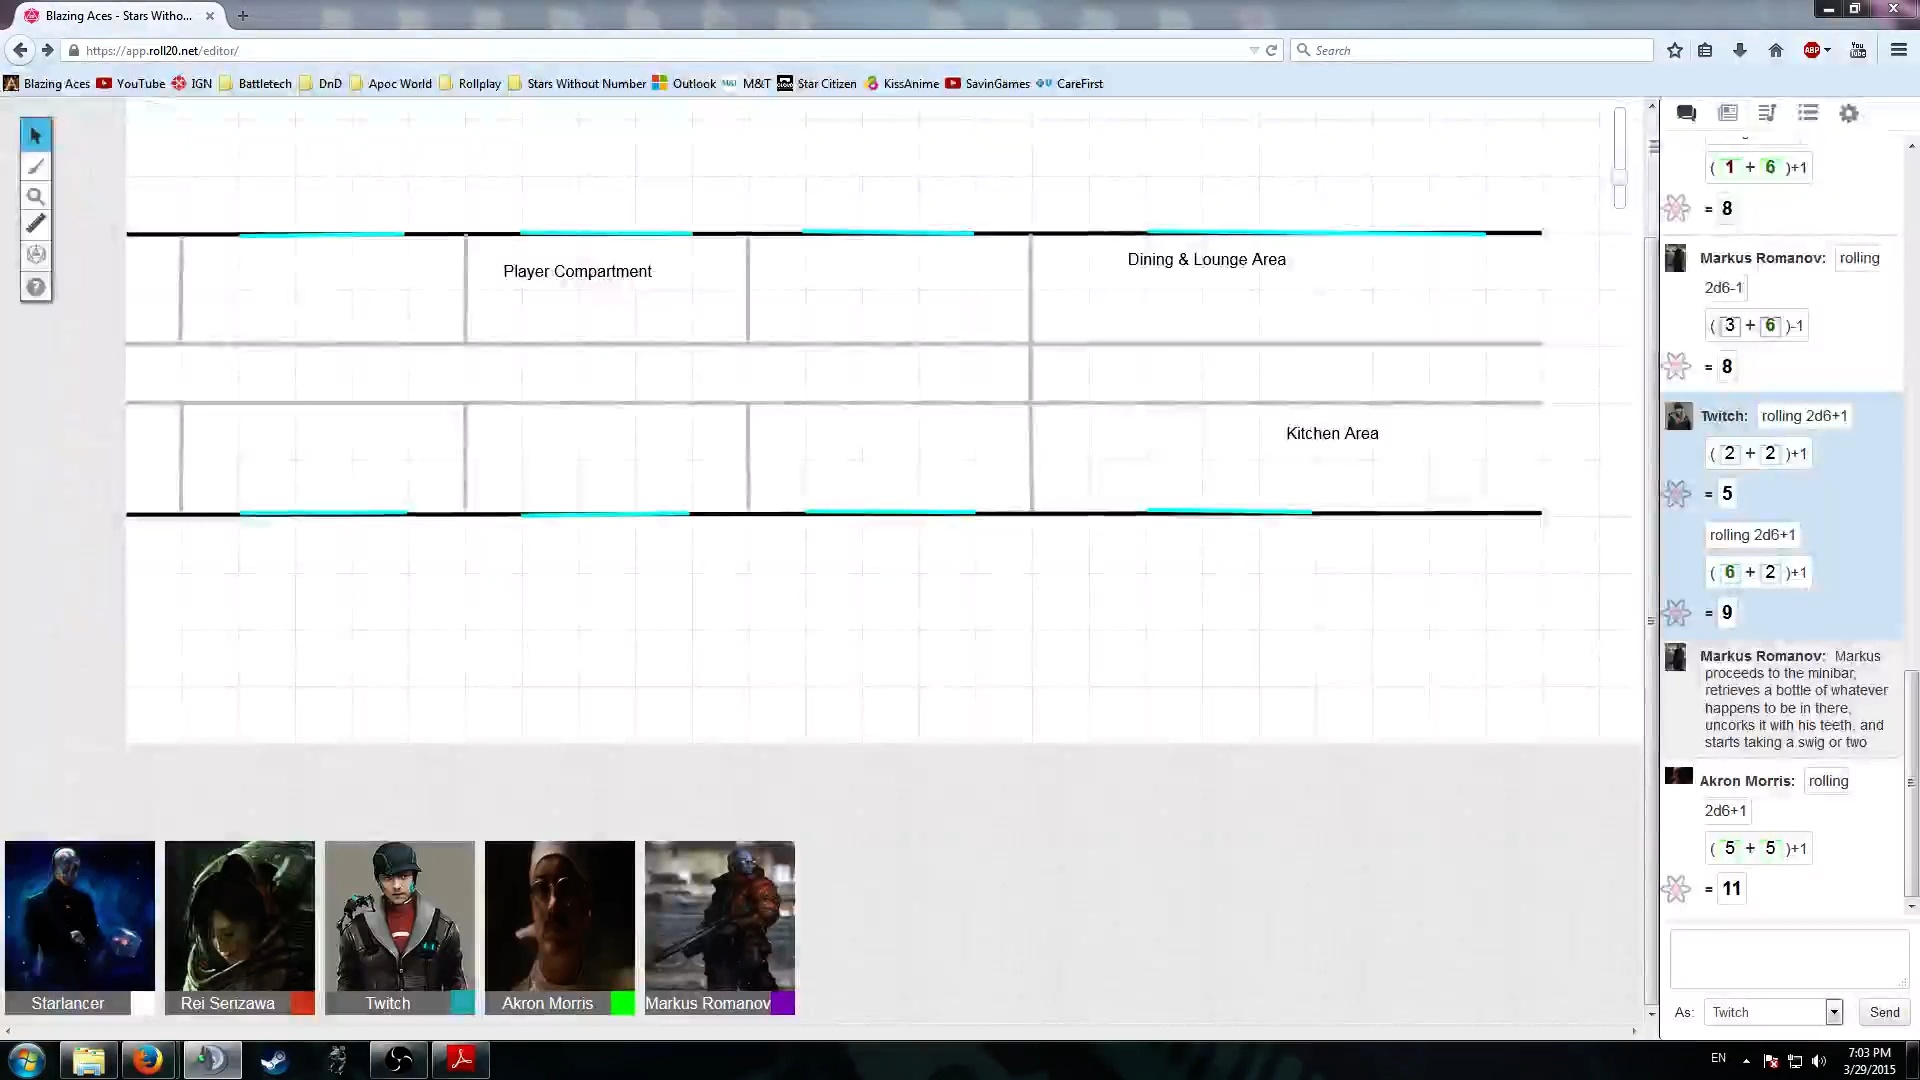 Blazing Aces - Stars Witho...
https://app.roll20.net/editor/
Search
Blazing Aces YouTube IGN Battletech DnD Apoc World Rollplay Stars Without Number Outlook M&T Star Citizen KissAnime SavinGames CareFirst
ABP
You
Player Compartment
Dining & Lounge Area
Kitchen Area
( 1 + 6 )+1
= 8
Markus Romanov: rolling
2d6-1
( 3 + 6 )-1
= 8
Twitch: rolling 2d6+1
( 2 + 2 )+1
= 5
rolling 2d6+1
( 6 + 2 )+1
= 9
Markus Romanov: Markus
proceeds to the minibar,
retrieves a bottle of whatever
happens to be in there,
uncorks it with his teeth, and
starts taking a swig or two
Akron Morris: rolling
2d6+1
( 5 + 5 )+1
= 11
As: Twitch Send
Starlancer
Rei Serizawa
Twitch
Akron Morris
Markus Romanov
EN
7:03 PM
3/29/2015